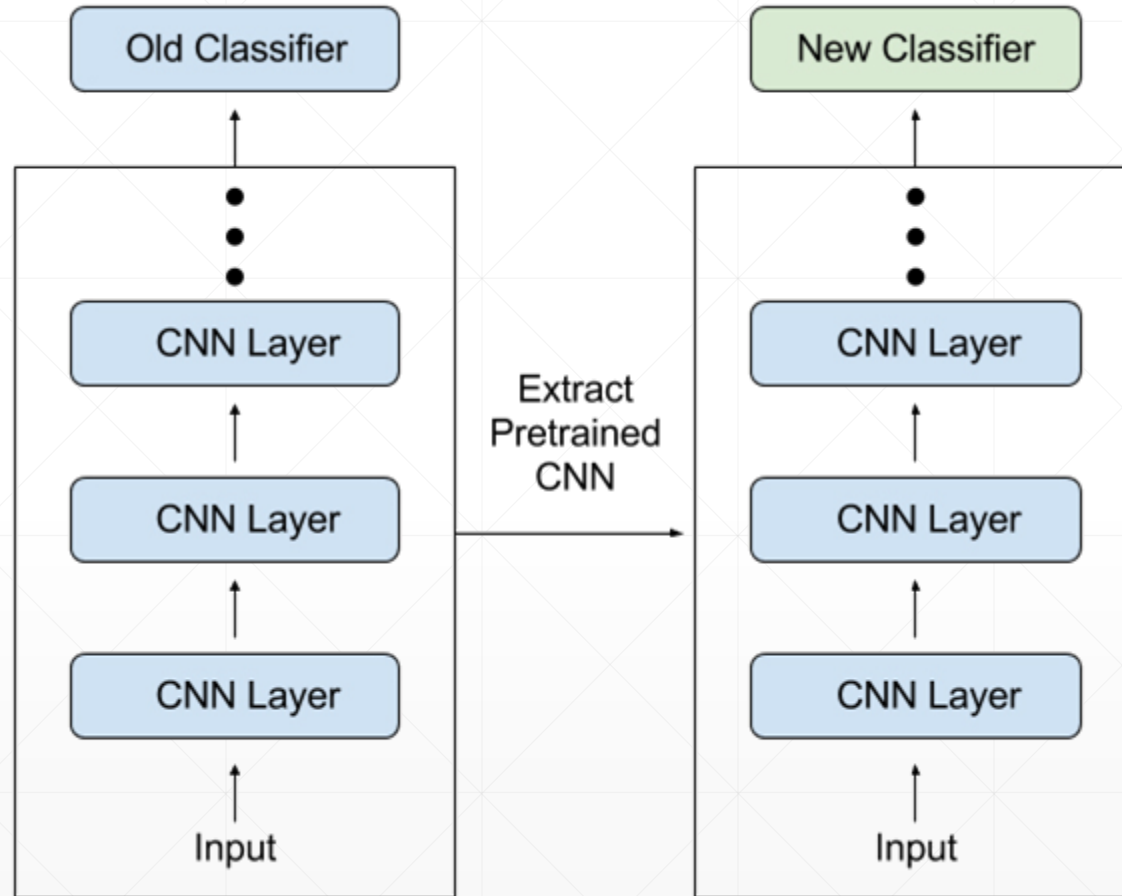 Old Classifier
New Classifier
CNN Layer
CNN Layer
Extract
Pretrained
CNN
CNN Layer
CNN Layer
CNN Layer
CNN Layer
Input
Input